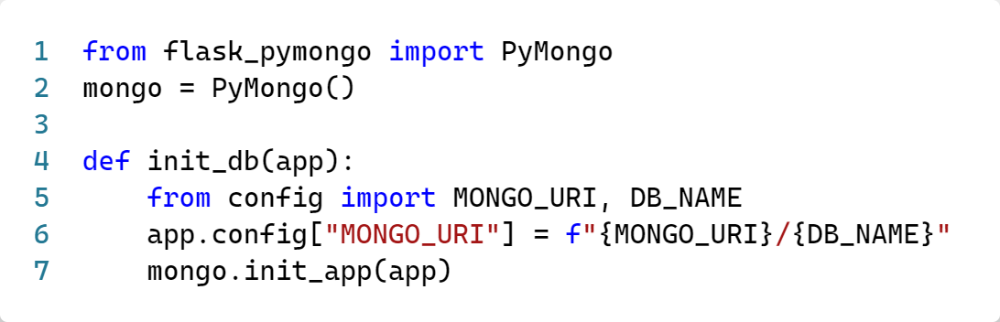 1 from flask_pymongo import PyMongo
2 mongo = PyMongo()
3
4 def init_db(app):
5     from config import MONGO_URI, DB_NAME
6     app.config["MONGO_URI"] = f"{MONGO_URI}/{DB_NAME}"
7     mongo.init_app(app)